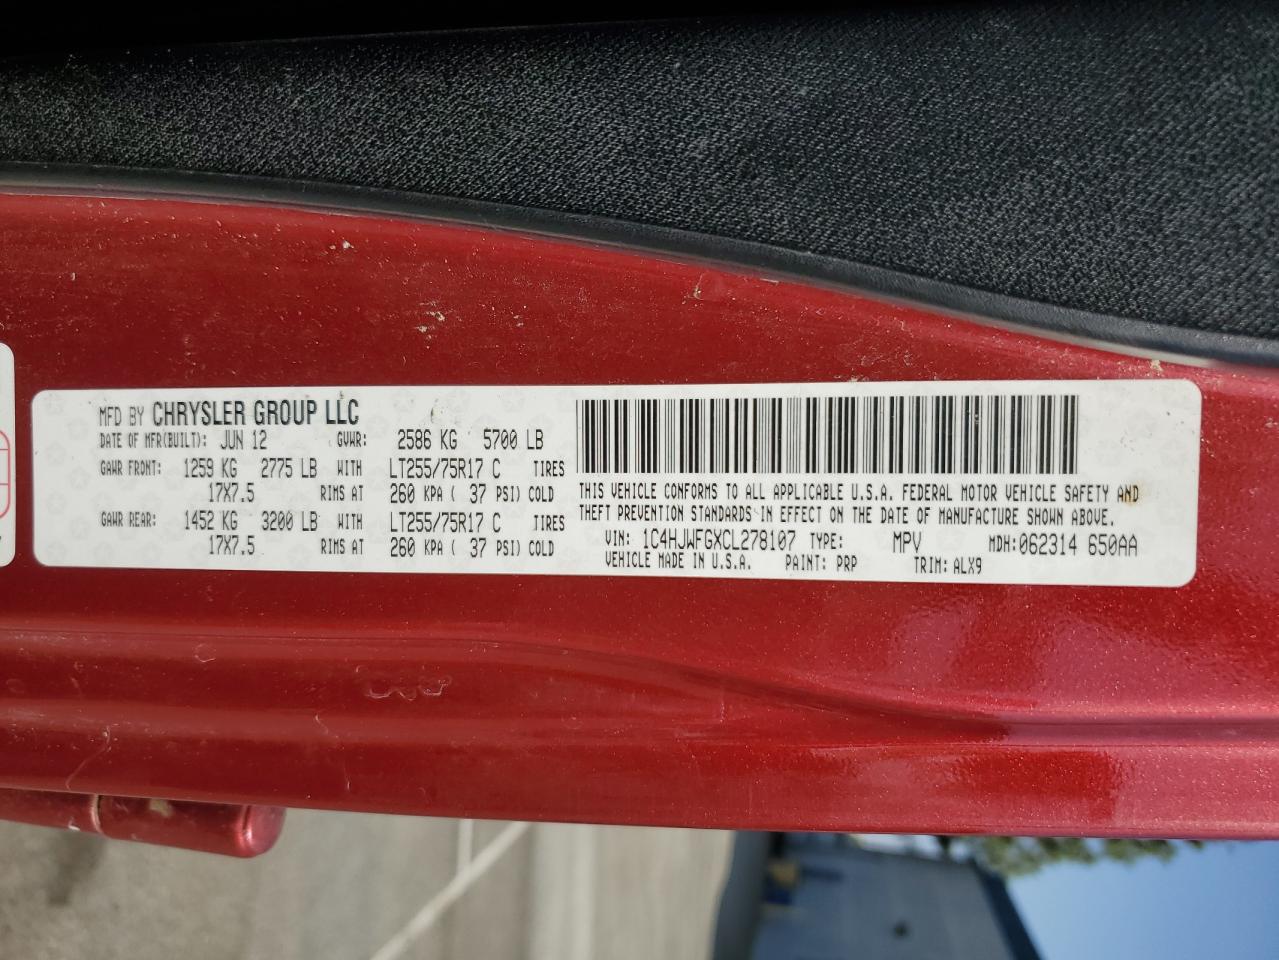 MFD BY CHRYSLER GROUP LLC
DATE OF MFR(BUILT): JUN 12 GVWR: 2586 KG 5700 LB
GAWR FRONT: 1259 KG 2775 LB WITH LT255/75R17 C TIRES
17X7.5 RIMS AT 260 KPA ( 37 PSI) COLD
GAWR REAR: 1452 KG 3200 LB WITH LT255/75R17 C TIRES
17X7.5 RIMS AT 260 KPA ( 37 PSI) COLD
THIS VEHICLE CONFORMS TO ALL APPLICABLE U.S.A. FEDERAL MOTOR VEHICLE SAFETY AND
THEFT PREVENTION STANDARDS IN EFFECT ON THE DATE OF MANUFACTURE SHOWN ABOVE.
VIN: 1C4HJWFGXCL278107 TYPE: MPV MDH:062314 650AA
VEHICLE MADE IN U.S.A. PAINT: PRP TRIM: ALX9